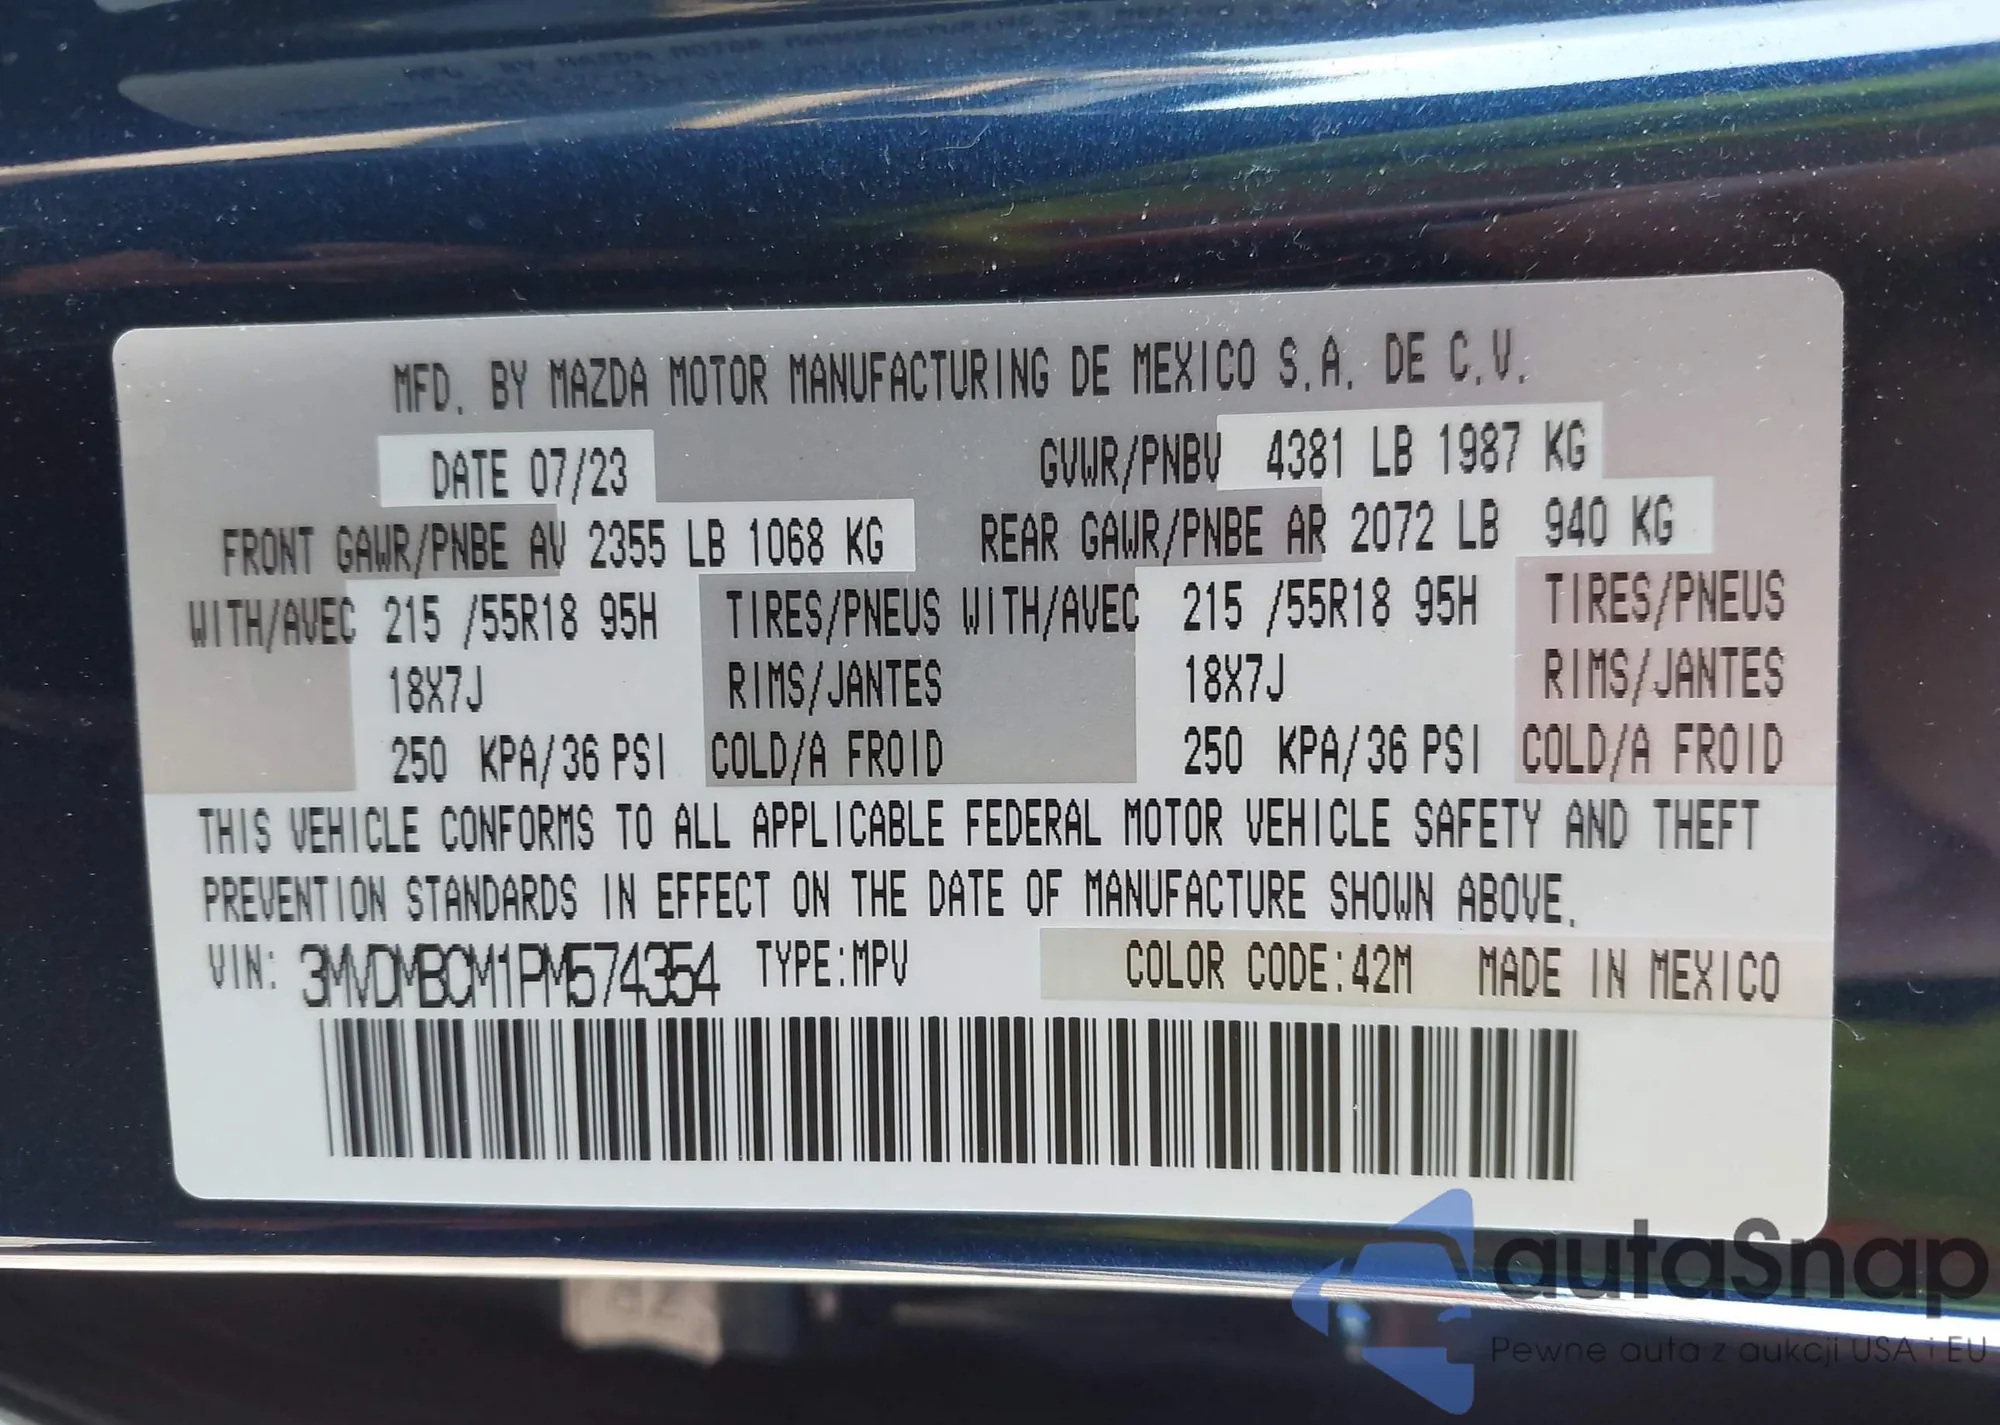 MFD. BY MAZDA MOTOR MANUFACTURING DE MEXICO S.A. DE C.V.
DATE 07/23 GVWR/PNBV 4381 LB 1987 KG
FRONT GAWR/PNBE AV 2355 LB 1068 KG REAR GAWR/PNBE AR 2072 LB 940 KG
WITH/AVEC 215 /55R18 95H TIRES/PNEUS WITH/AVEC 215 /55R18 95H TIRES/PNEUS
18X7J RIMS/JANTES 18X7J RIMS/JANTES
250 KPA/36 PSI COLD/A FROID 250 KPA/36 PSI COLD/A FROID
THIS VEHICLE CONFORMS TO ALL APPLICABLE FEDERAL MOTOR VEHICLE SAFETY AND THEFT
PREVENTION STANDARDS IN EFFECT ON THE DATE OF MANUFACTURE SHOWN ABOVE.
VIN: 3MVDMBCM1PM574354 TYPE:MPV COLOR CODE:42M MADE IN MEXICO
autaSnap
Pewne auta z aukcji USA i EU